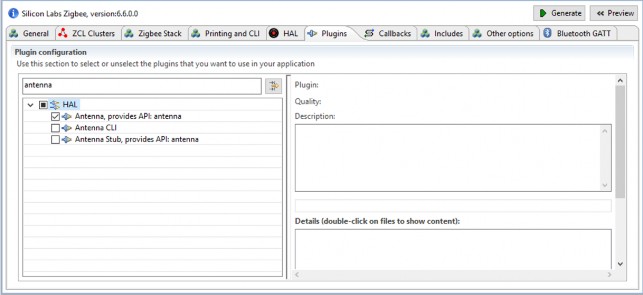 Silicon Labs Zigbee, version:6.6.0.0
Generate
Preview
General
ZCL Clusters
Zigbee Stack
Printing and CLI
HAL
Plugins
Callbacks
Includes
Other options
Bluetooth GATT
Plugin configuration
Use this section to select or unselect the plugins that you want to use in your application
antenna
Plugin:
HAL
Quality:
Antenna, provides API: antenna
Description:
Antenna CLI
Antenna Stub, provides API: antenna
Details (double-click on files to show content):